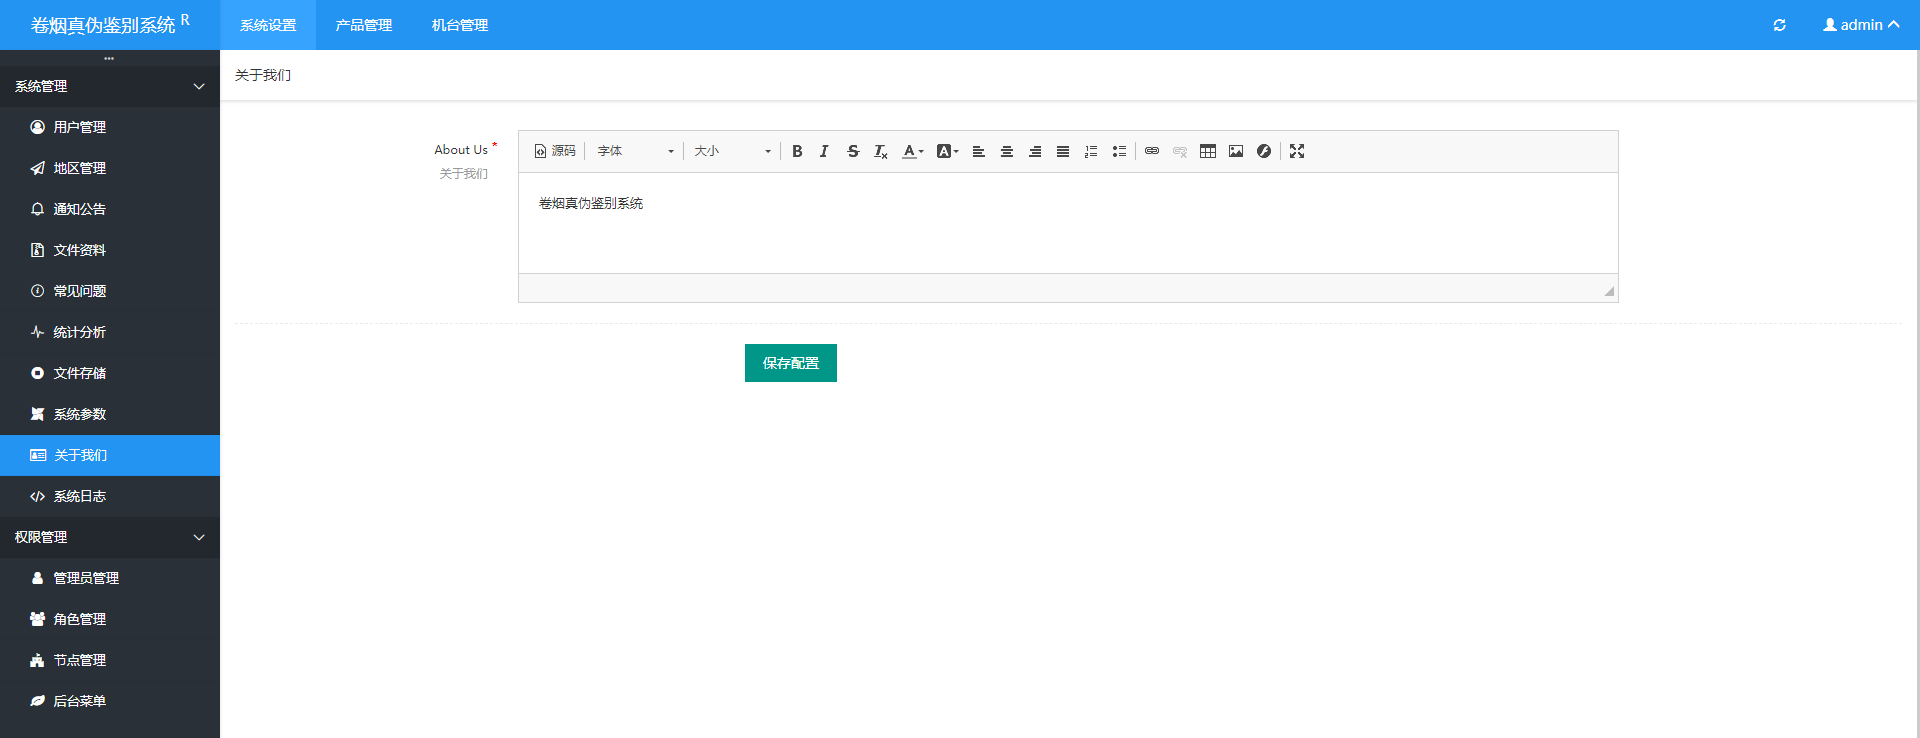 卷烟真伪鉴别系统 R
系统设置
产品管理
机台管理
admin
系统管理
用户管理
地区管理
通知公告
文件资料
常见问题
统计分析
文件存储
系统参数
关于我们
系统日志
权限管理
管理员管理
角色管理
节点管理
后台菜单
关于我们
About Us *
关于我们
源码 字体 大小
卷烟真伪鉴别系统
保存配置